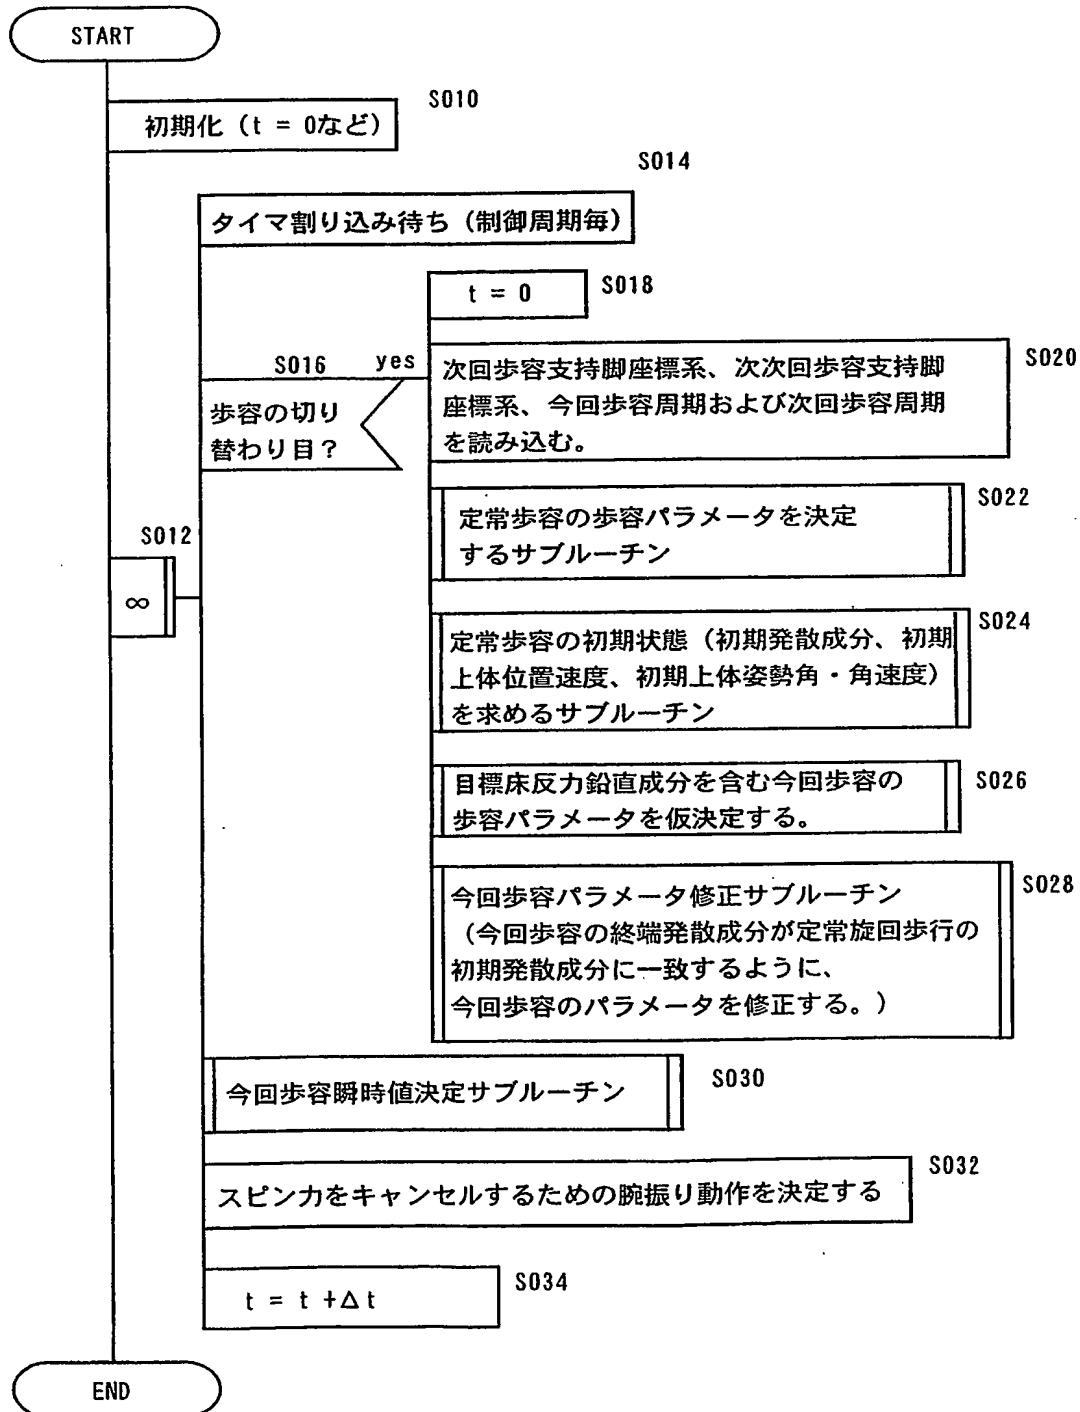 START
S010
初期化（t = 0など）
S014
タイマ割り込み待ち（制御周期毎）
t = 0
S018
S016
yes
歩容の切り
替わり目？
S020
次回歩容支持脚座標系、次次回歩容支持脚
座標系、今回歩容周期および次回歩容周期
を読み込む。
S022
定常歩容の歩容パラメータを決定
するサブルーチン
S012
∞
S024
定常歩容の初期状態（初期発散成分、初期
上体位置速度、初期上体姿勢角・角速度）
を求めるサブルーチン
S026
目標床反力鉛直成分を含む今回歩容の
歩容パラメータを仮決定する。
S028
今回歩容パラメータ修正サブルーチン
（今回歩容の終端発散成分が定常旋回歩行の
初期発散成分に一致するように、
今回歩容のパラメータを修正する。）
S030
今回歩容瞬時値決定サブルーチン
S032
スピン力をキャンセルするための腕振り動作を決定する
S034
t = t +Δt
END